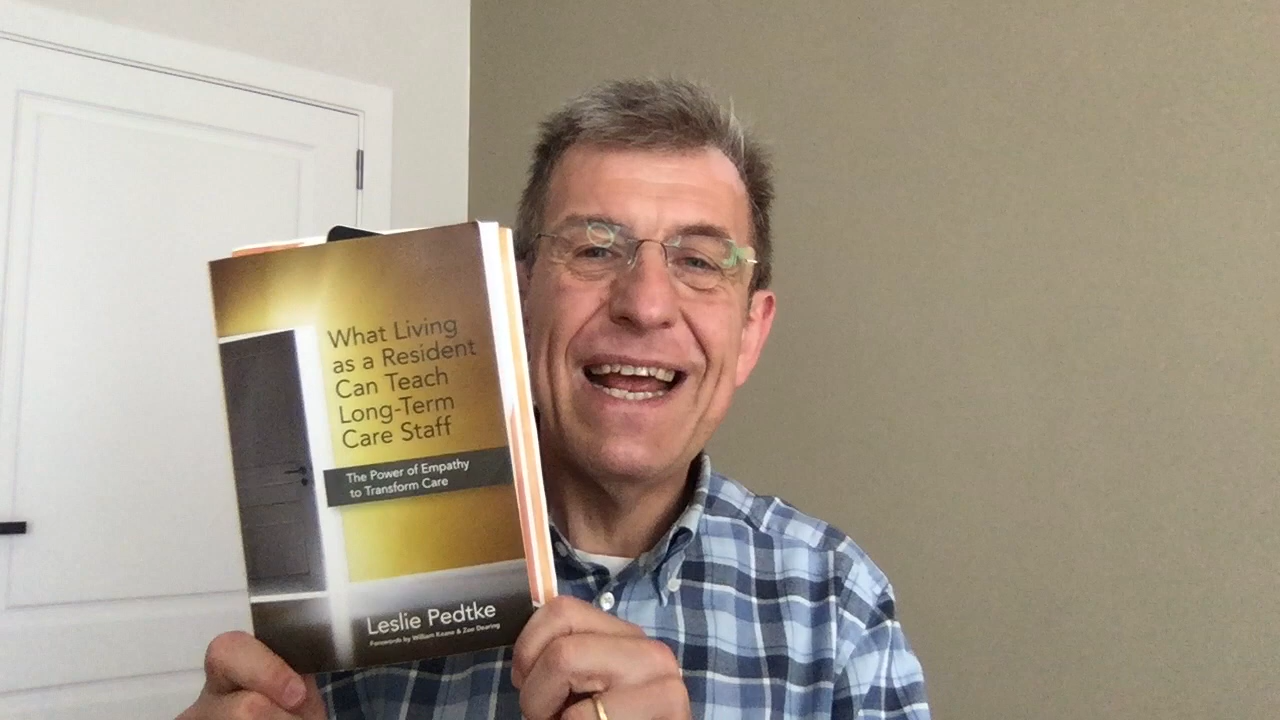 What Living
as a Resident
Can Teach
Long-Term
Care Staff
The Power of Empathy
to Transform Care
Leslie Pedtke
Forewords by William Keane & Zoe Dearing